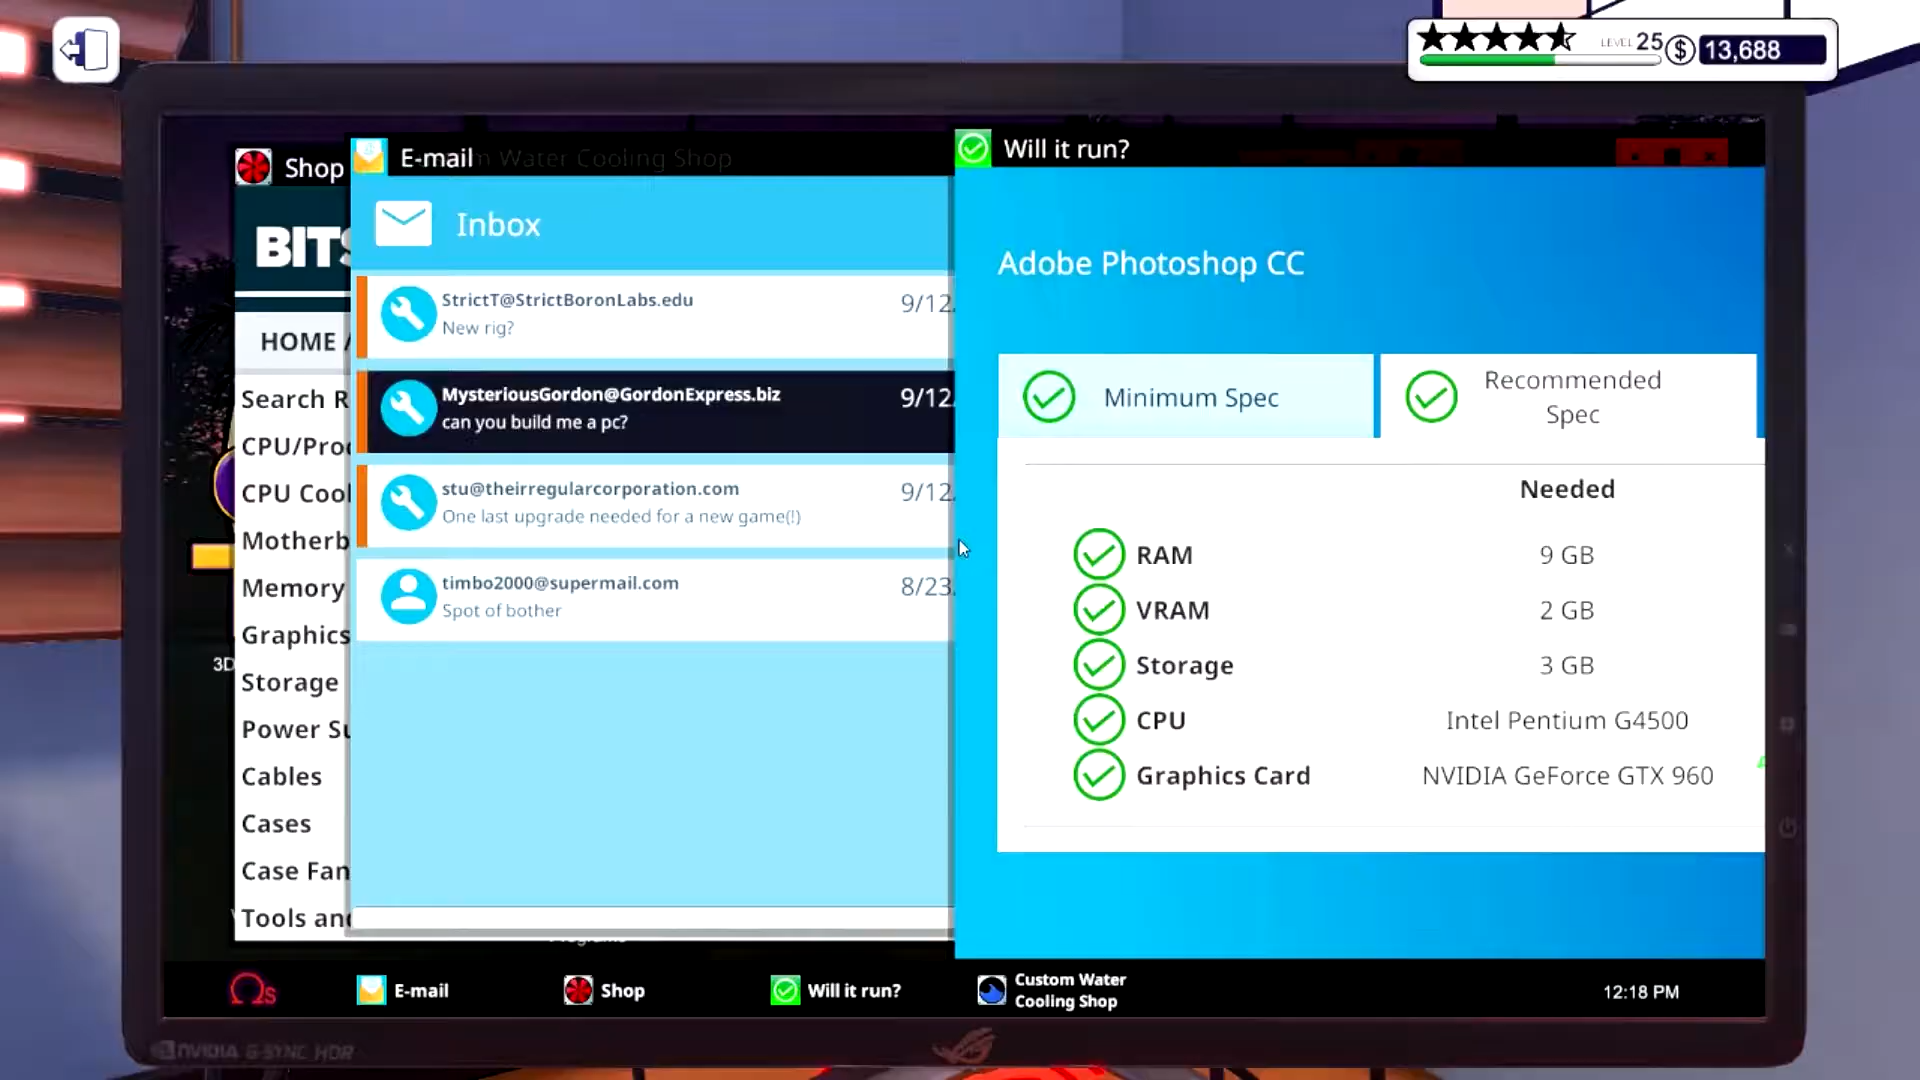 LEVEL 25
$ 13,688
Shop
E-mail
m Water Cooling Shop
Will it run?
BITS
Inbox
HOME /
Search R
CPU/Pro
CPU Cool
Motherb
Memory
Graphics
Storage
Power Su
Cables
Cases
Case Fan
Tools and
3D
StrictT@StrictBoronLabs.edu
9/12
New rig?
MysteriousGordon@GordonExpress.biz
9/12
can you build me a pc?
stu@theirregularcorporation.com
9/12
One last upgrade needed for a new game(!)
timbo2000@supermail.com
8/23
Spot of bother
Adobe Photoshop CC
Minimum Spec
Recommended
Spec
Needed
RAM 9 GB
VRAM 2 GB
Storage 3 GB
CPU Intel Pentium G4500
Graphics Card NVIDIA GeForce GTX 960
Ωs
E-mail
Shop
Will it run?
Custom Water
Cooling Shop
12:18 PM
NVIDIA G-SYNC HDR